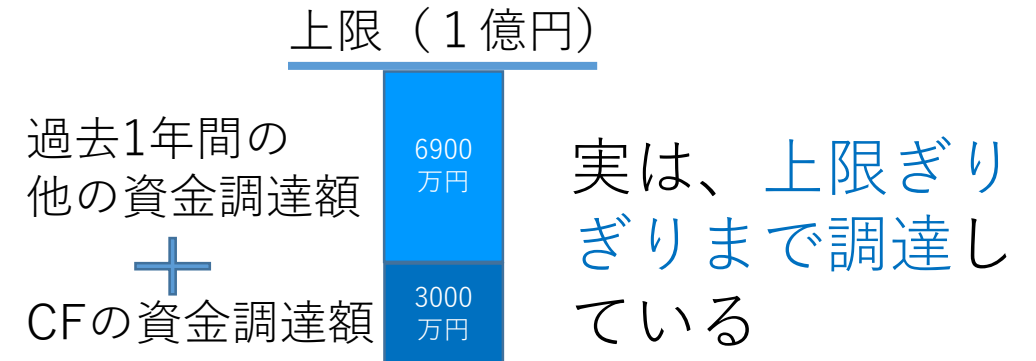 上限（１億円）
過去1年間の
他の資金調達額
＋
CFの資金調達額
6900
万円
3000
万円
実は、上限ぎり
ぎりまで調達し
ている